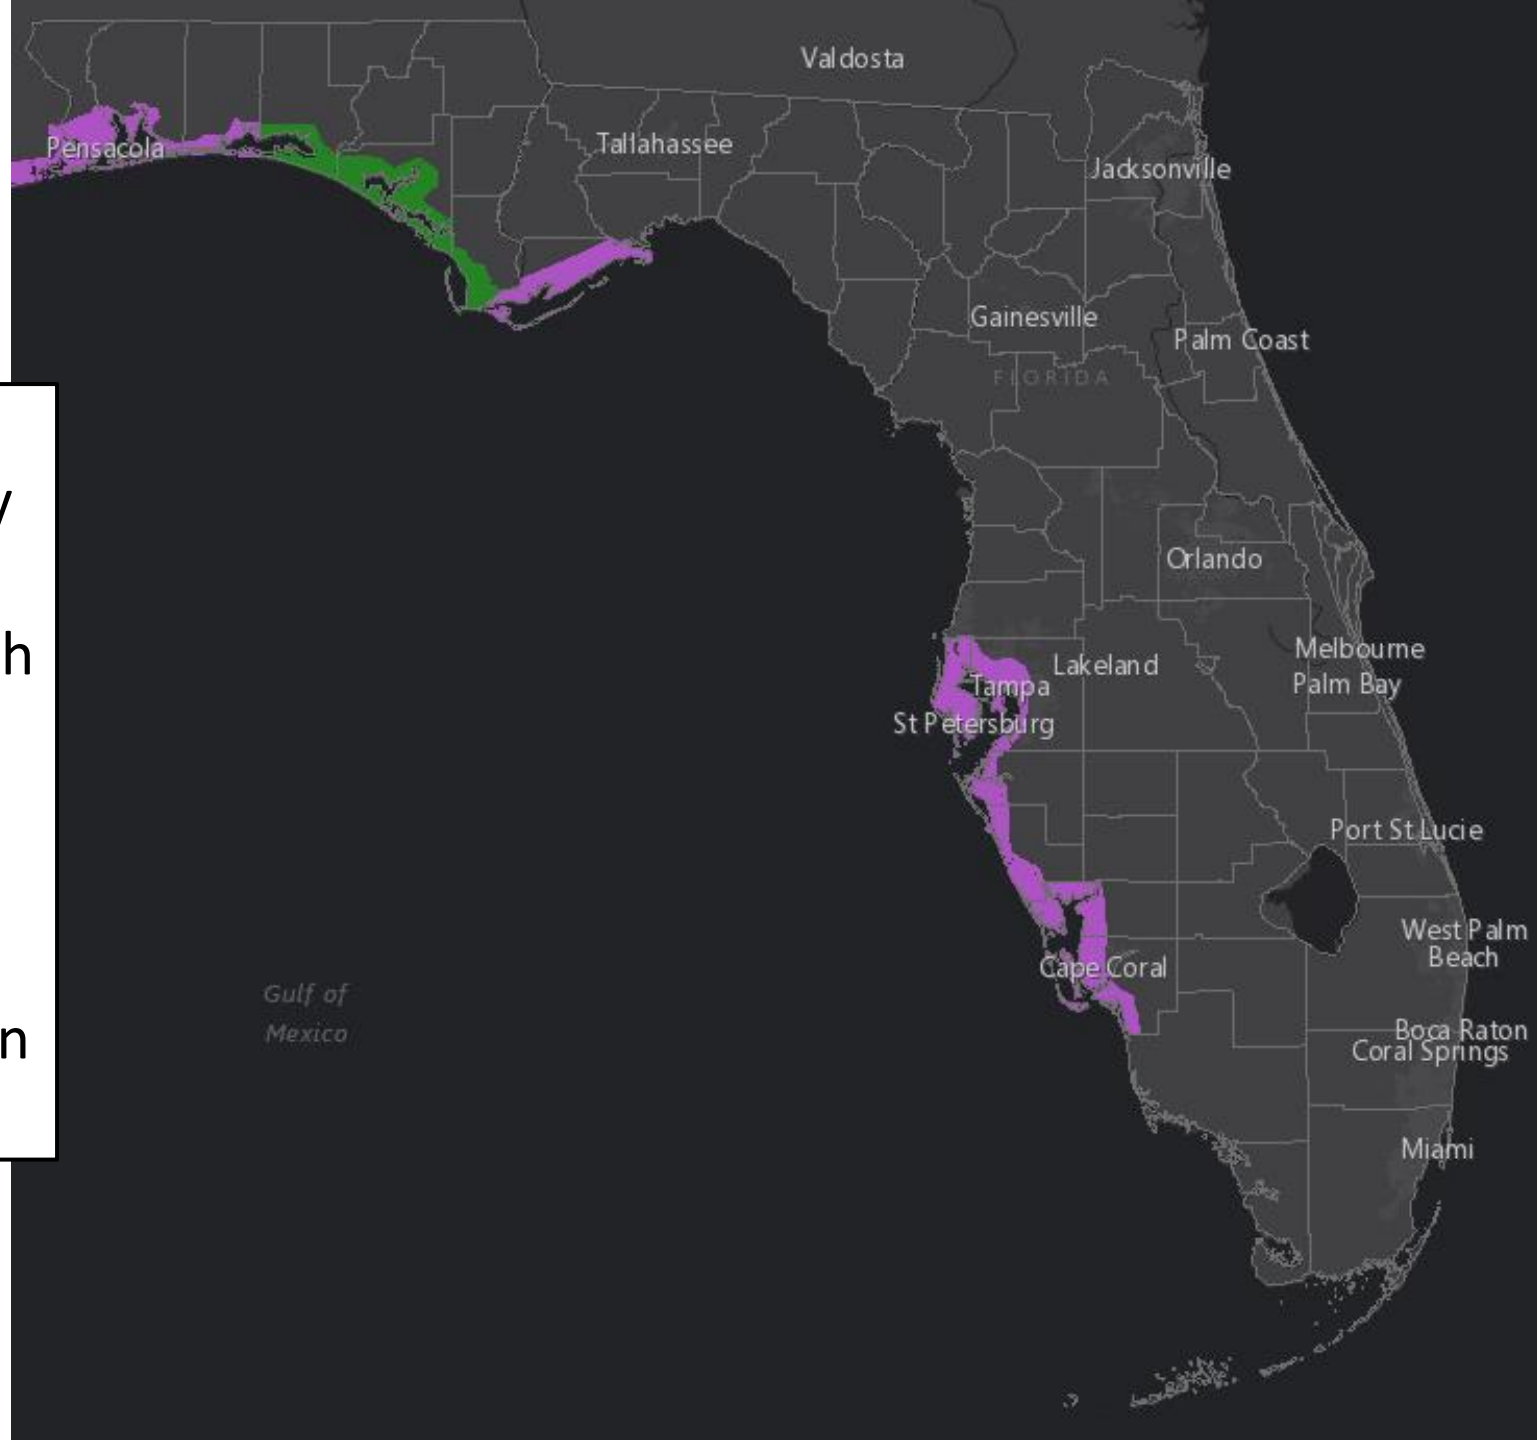 Valdosta
Tallahassee
Pensacola
Jacksonville
Gainesville
Palm Coast
FLORIDA
y
Orlando
h
Melbourne
Lakeland
Palm Bay
Tampa
St Petersburg
Port St Lucie
West Palm
Beach
Cape Coral
Gulf of
Mexico
n
Boca Raton
Coral Springs
Miami